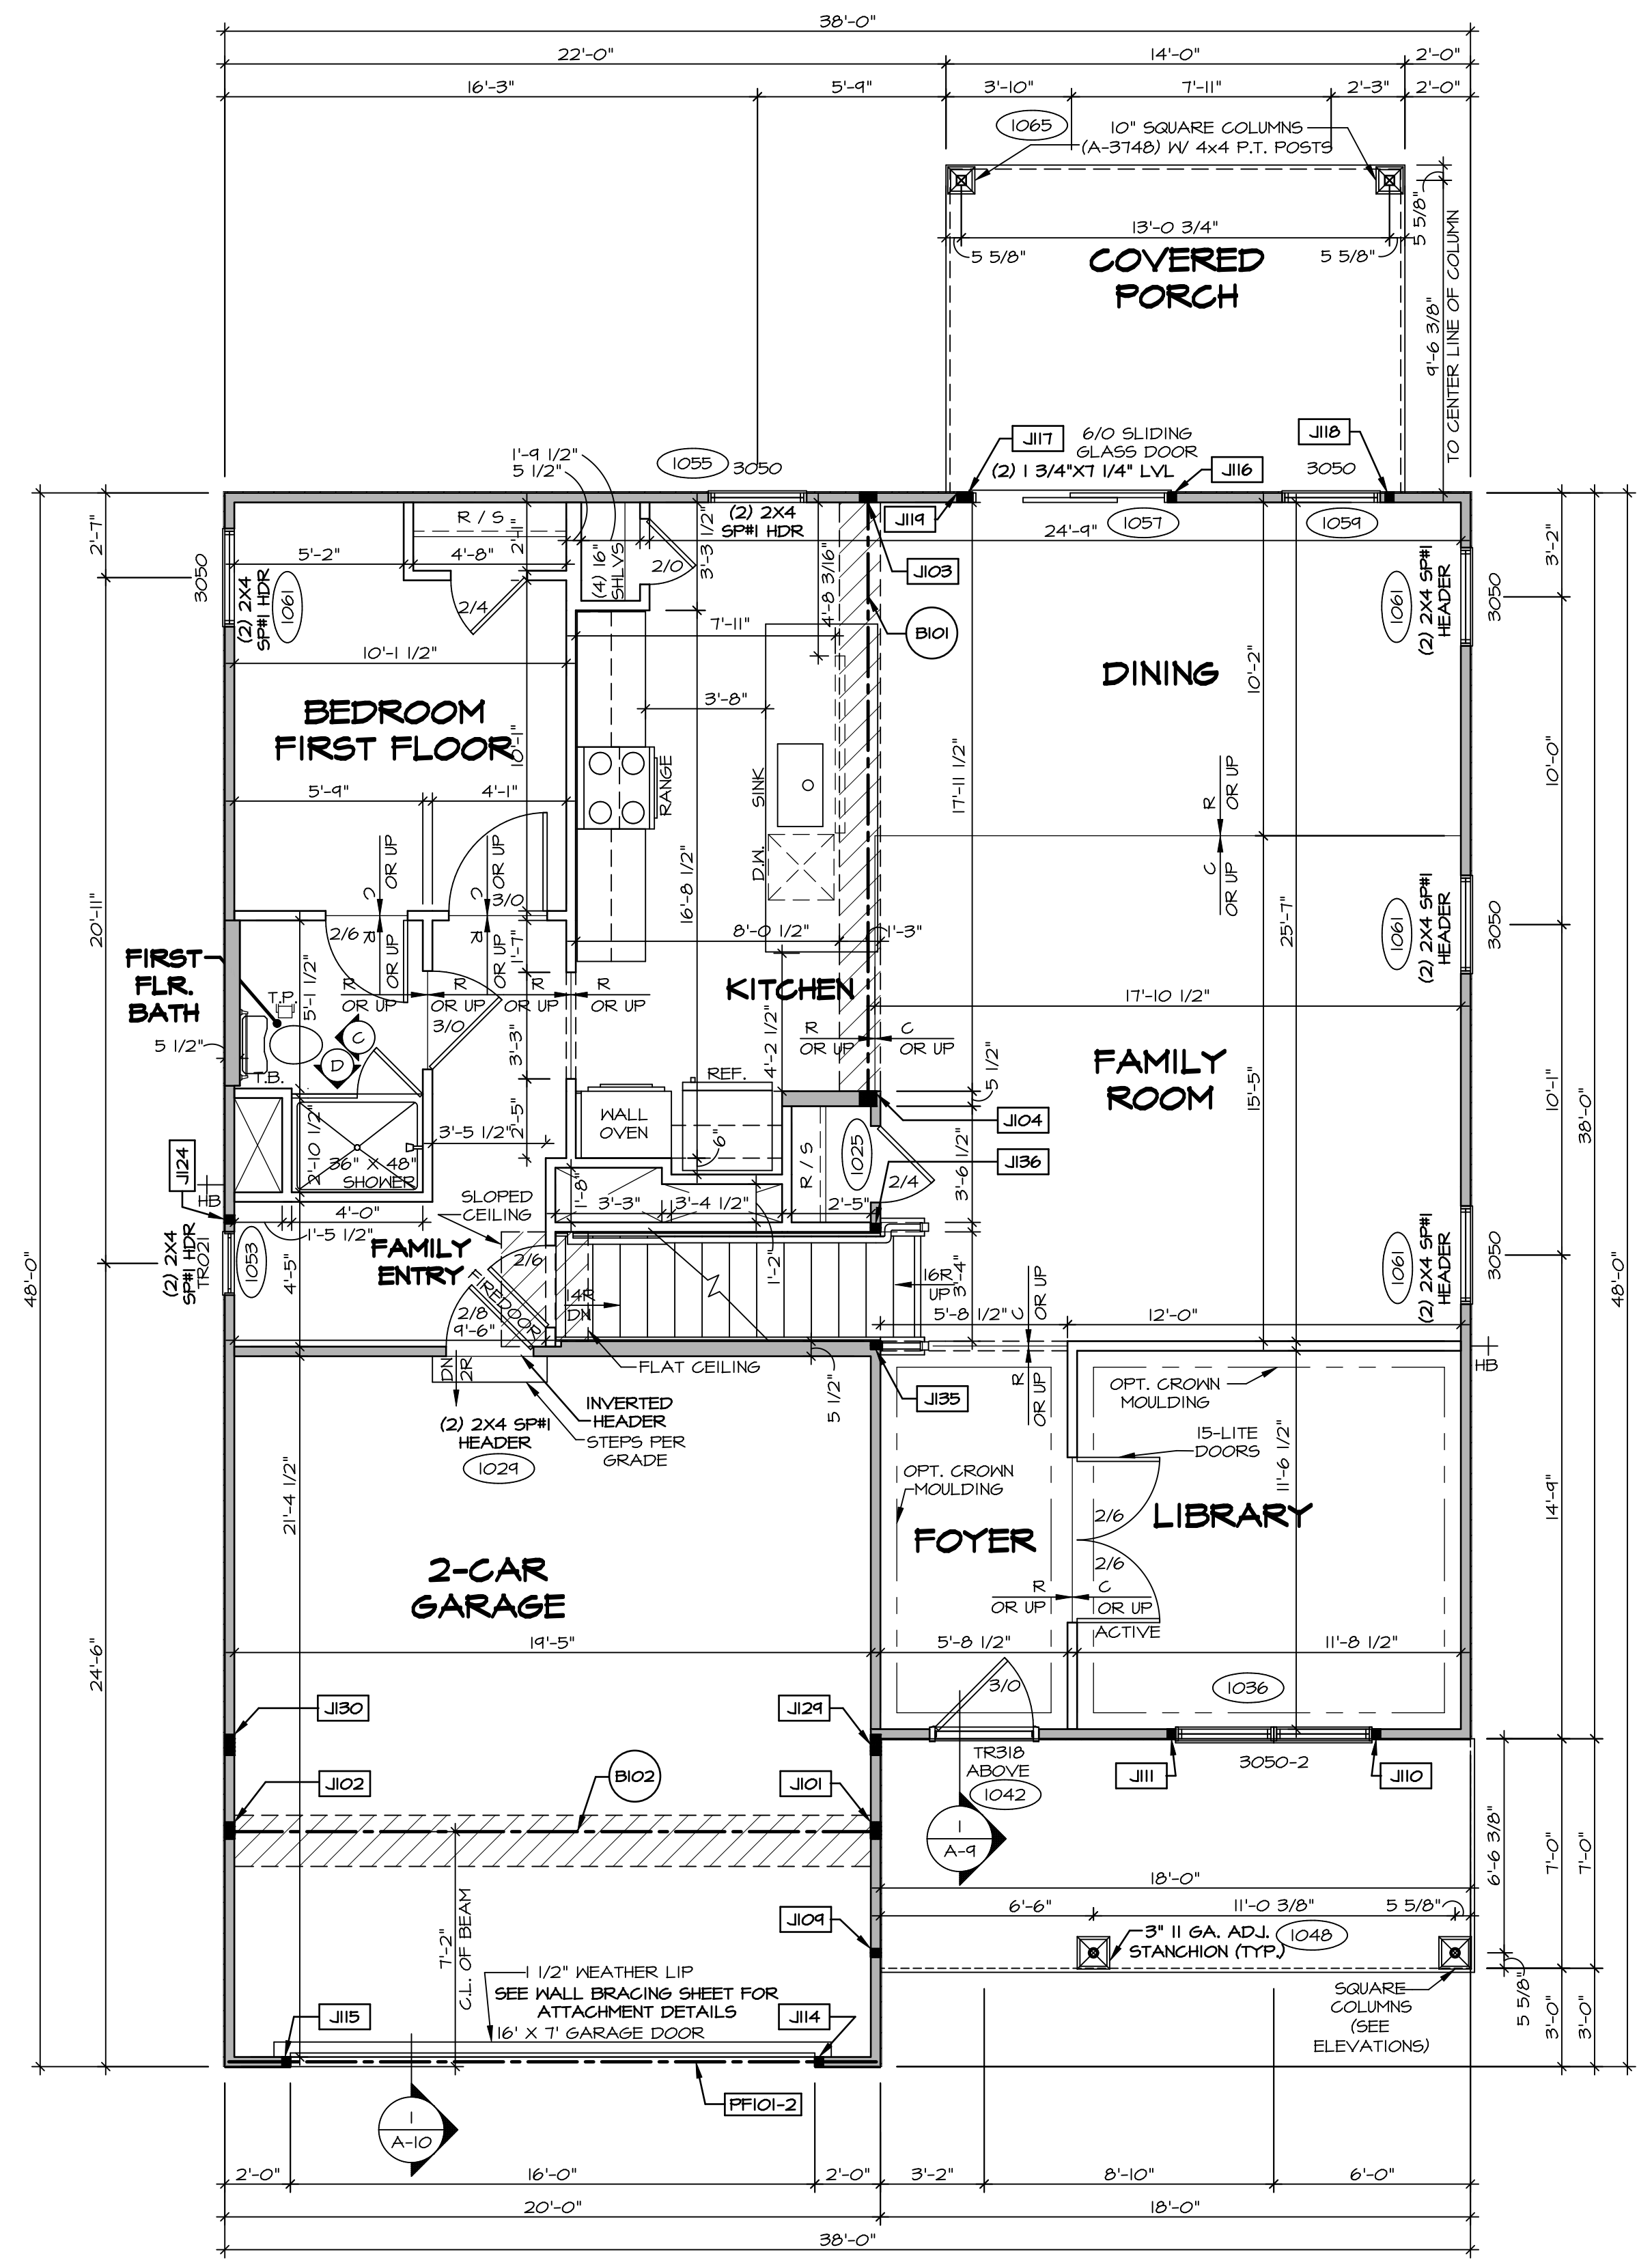 38'-0"
22'-0"
14'-0"
2'-0"
16'-3"
5'-9"
3'-10"
7'-11"
2'-3"
2'-0"
1065
10" SQUARE COLUMNS
(A-3748) W/ 4x4 P.T. POSTS
5 5/8"
13'-0 3/4"
5 5/8"
5 5/8"
COVERED
PORCH
9'-6 3/8"
TO CENTER LINE OF COLUMN
1'-9 1/2"
5 1/2"
1055
3050
J117
6/0 SLIDING
GLASS DOOR
(2) 1 3/4"X7 1/4" LVL
J116
J118
3050
2'-7"
3050
(2) 2X4
SP#1 HDR
1061
R / S
5'-2"
4'-8"
2'-1"
2/4
(4) 16"
SHLVS
2/0
3'-3 1/2"
(2) 2X4
SP#1 HDR
J119
1057
1059
24'-9"
J103
4'-8 3/16"
B101
3'-2"
1061
(2) 2X4 SP#1
HEADER
3050
10'-1 1/2"
7'-11"
BEDROOM
FIRST FLOOR
10'-1"
3'-8"
DINING
10'-2"
10'-0"
RANGE
SINK
D.W.
17'-11 1/2"
5'-9"
4'-1"
R
OR UP
C
OR UP
C
OR UP
C
OR UP
3/0
16'-8 1/2"
20'-11"
2/6
R
OR UP
R
OR UP
1'-7"
8'-0 1/2"
1'-3"
25'-7"
1061
(2) 2X4 SP#1
HEADER
3050
FIRST
FLR.
BATH
5 1/2"
T.P.
5'-1 1/2"
R
OR UP
R
OR UP
R
OR UP
R
OR UP
KITCHEN
17'-10 1/2"
C
D
T.B.
3/0
3'-3"
4'-2 1/2"
R
OR UP
C
OR UP
FAMILY
ROOM
5 1/2"
15'-5"
10'-1"
38'-0"
REF.
WALL
OVEN
2'-5"
3'-5 1/2"
6"
J104
J136
1025
R / S
2/4
3'-6 1/2"
J124
HB
2'-10 1/2"
36" X 48"
SHOWER
4'-0"
1'-5 1/2"
SLOPED
CEILING
1'-8"
3'-3"
3'-4 1/2"
2'-5"
1'-2"
(2) 2X4
SP#1 HDR
TR021
1053
4'-5"
FAMILY
ENTRY
2/6
FIREDOOR
2/8
9'-6"
14R
DN
16R
UP
3'-4"
5'-8 1/2"
C
OR UP
R
OR UP
12'-0"
1061
(2) 2X4 SP#1
HEADER
3050
HB
48'-0"
48'-0"
DN
2R
FLAT CEILING
5 1/2"
INVERTED
HEADER
(2) 2X4 SP#1
HEADER
1029
STEPS PER
GRADE
J135
OPT. CROWN
MOULDING
15-LITE
DOORS
11'-6 1/2"
OPT. CROWN
MOULDING
14'-9"
21'-4 1/2"
FOYER
2/6
2/6
LIBRARY
2-CAR
GARAGE
R
OR UP
C
OR UP
ACTIVE
24'-6"
19'-5"
5'-8 1/2"
11'-8 1/2"
3/0
1036
J130
J129
TR318
ABOVE
1042
3050-2
J111
J110
J102
B102
J101
1
A-9
6'-6 3/8"
7'-0"
7'-0"
18'-0"
6'-6"
11'-0 3/8"
5 5/8"
J109
3" 11 GA. ADJ.
STANCHION (TYP.)
1048
7'-2"
C.L. OF BEAM
1 1/2" WEATHER LIP
SEE WALL BRACING SHEET FOR
ATTACHMENT DETAILS
16' X 7' GARAGE DOOR
J115
J114
SQUARE
COLUMNS
(SEE
ELEVATIONS)
5 5/8"
3'-0"
3'-0"
PF101-2
1
A-10
2'-0"
16'-0"
2'-0"
3'-2"
8'-10"
6'-0"
20'-0"
18'-0"
38'-0"